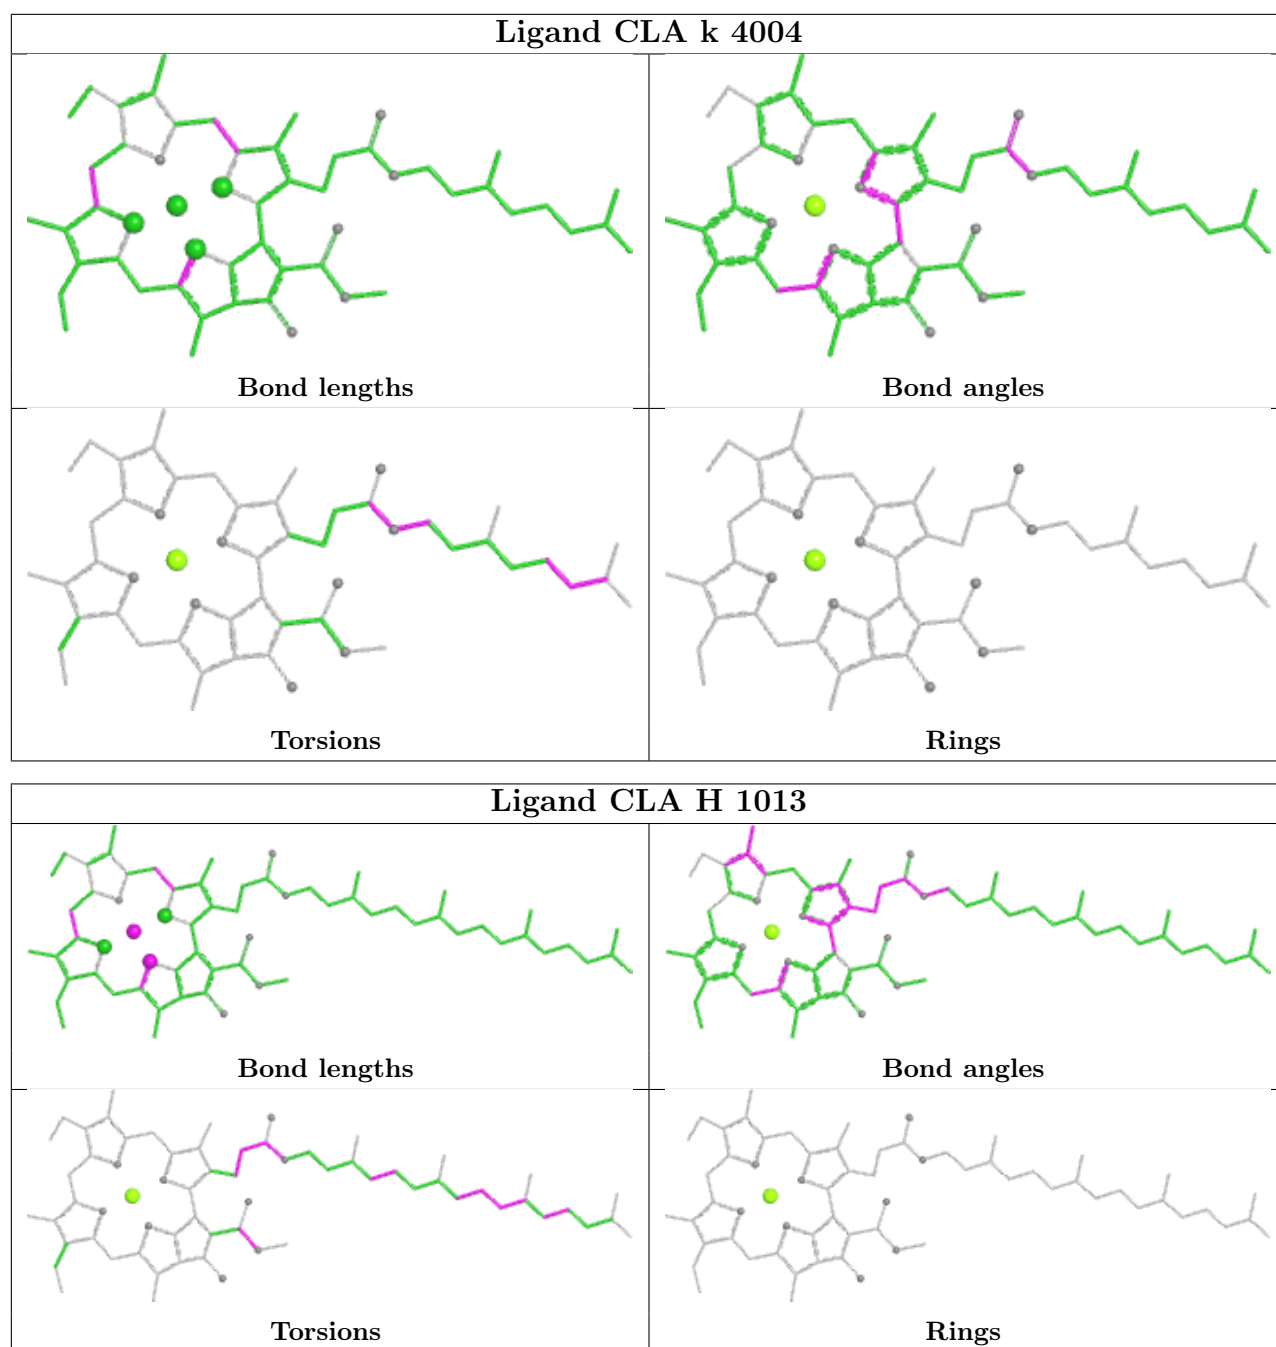 Ligand CLA k 4004
Bond lengths
Bond angles
Torsions
Rings
Ligand CLA H 1013
Bond lengths
Bond angles
Torsions
Rings